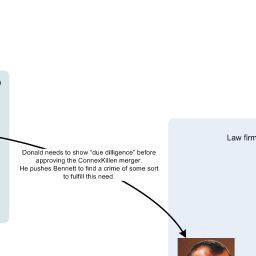 Law firm
Donald needs to show "due dilligence" before
approving the ConnexKillen merger.
He pushes Bennett to find a crime of some sort
to fulfill this need.